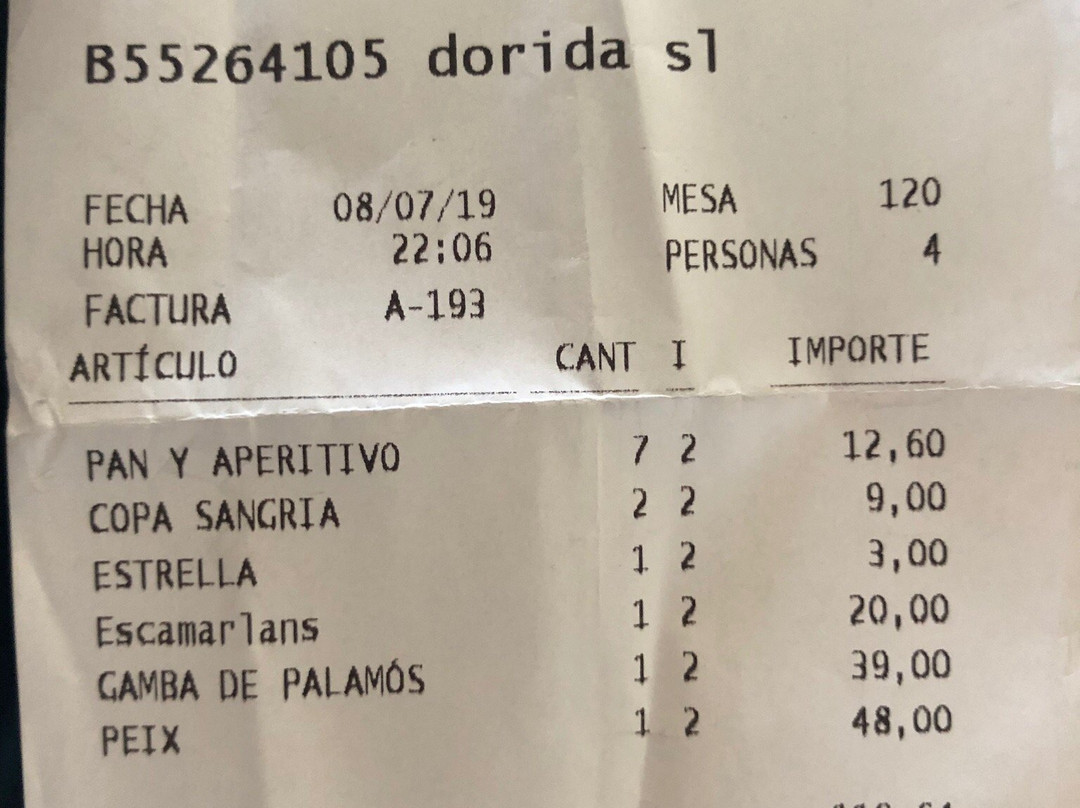 B55264105 dorida sl
FECHA 08/07/19 MESA 120
HORA 22:06 PERSONAS 4
FACTURA A-193
ARTÍCULO CANT I IMPORTE
PAN Y APERITIVO 7 2 12,60
COPA SANGRIA 2 2 9,00
ESTRELLA 1 2 3,00
Escamarlans 1 2 20,00
GAMBA DE PALAMÓS 1 2 39,00
PEIX 1 2 48,00